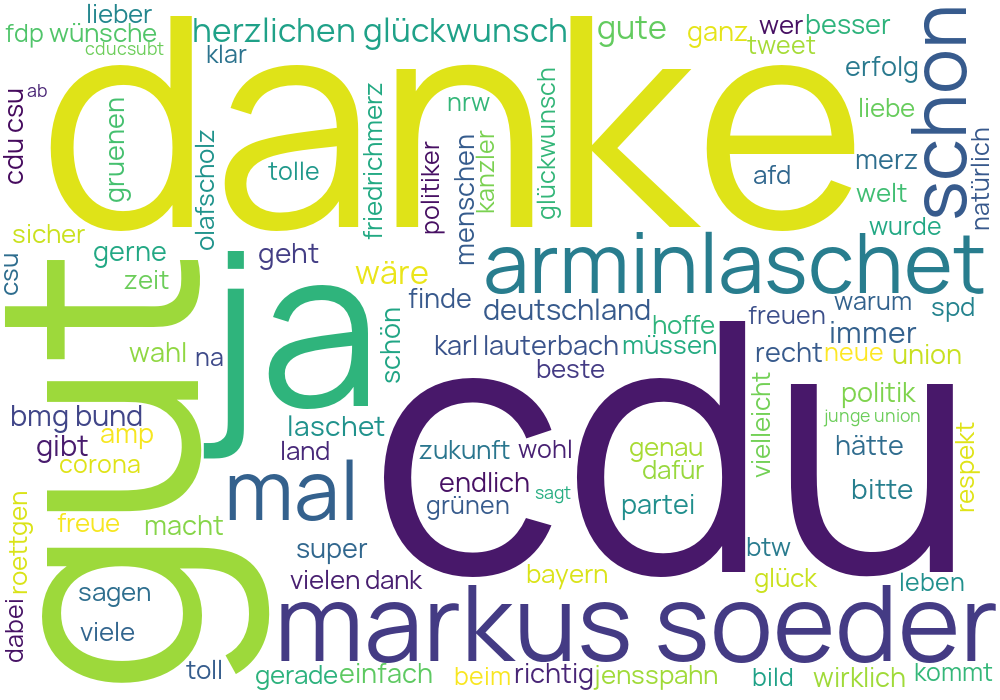 lieber
fdp wünsche
cducsubt
herzlichen glückwunsch
klar
gute
ganz
wer
besser
tweet
erfolg
schon
danke
ab
cdu csu
gruenen
olafscholz
tolle
friedrichmerz
nrw
politiker
menschen
kanzler
glückwunsch
afd
liebe
merz
welt
natürlich
wurde
sicher
gerne
zeit
csu
geht
wäre
finde
arminlaschet
deutschland
hoffe
freuen
warum
spd
immer
gut
ja
schön
wahl
na
karl lauterbach
müssen
beste
recht
neue
union
cdu
vielleicht
politik
junge union
bmg bund
gibt
amp
corona
laschet
land
mal
zukunft
wohl
endlich
sagt
grünen
genau
dafür
partei
hätte
bitte
respekt
roettgen
freue
macht
super
vielen dank
bayern
btw
glück
leben
dabei
sagen
viele
markus soeder
toll
gerade
einfach
beim
richtig
jensspahn
bild
wirklich
kommt